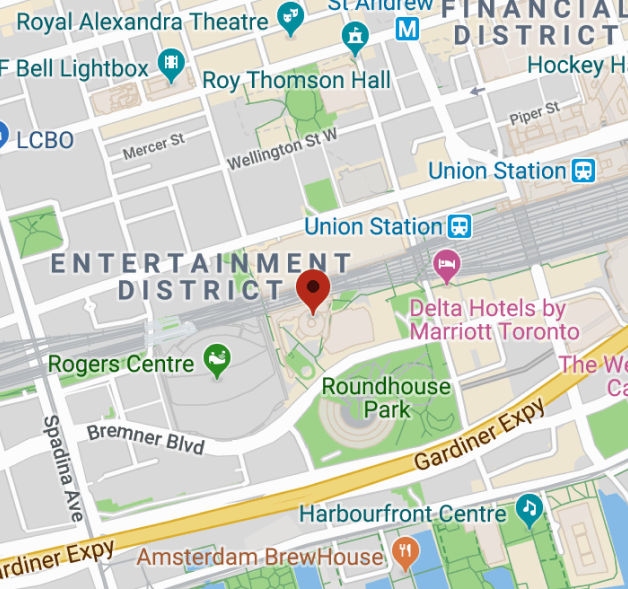 St Andrew
FINANCIAL
DISTRICT
Royal Alexandra Theatre
M
F Bell Lightbox
Roy Thomson Hall
Hockey Ha
Piper St
LCBO
Mercer St
Wellington St W
Union Station
Union Station
ENTERTAINMENT
DISTRICT
Delta Hotels by
Marriott Toronto
Rogers Centre
The We
Ca
Roundhouse
Park
Bremner Blvd
Spadina Ave
Gardiner Expy
Harbourfront Centre
Amsterdam BrewHouse
ardiner Expy